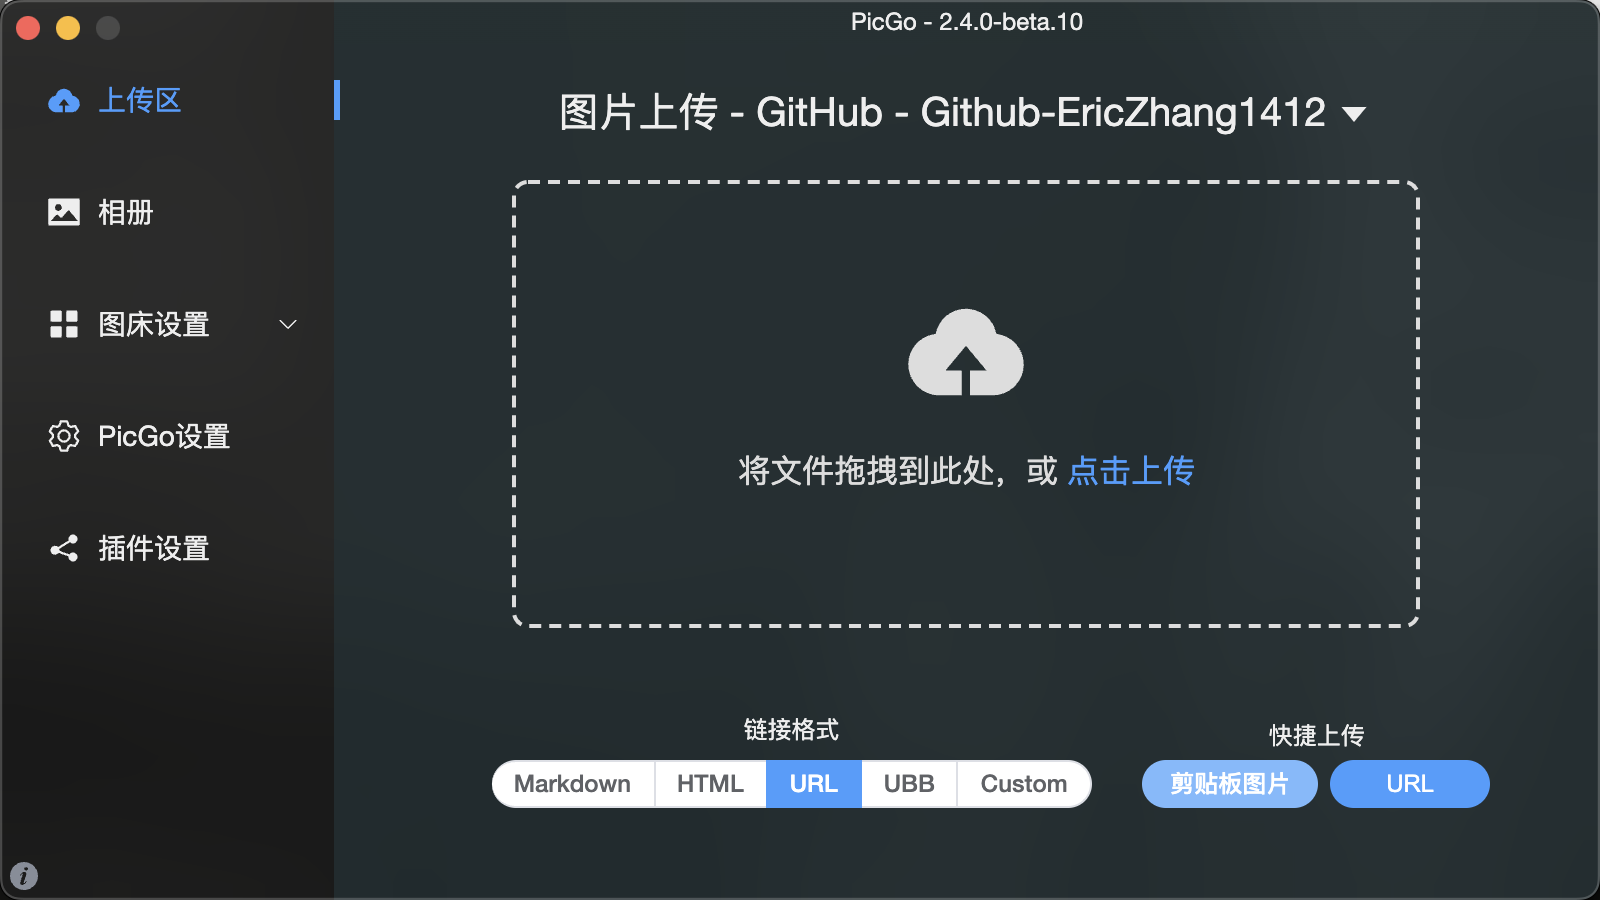 PicGo - 2.4.0-beta.10
上传区
相册
图床设置
PicGo设置
插件设置
图片上传 - GitHub - Github-EricZhang1412
将文件拖拽到此处，或 点击上传
链接格式
Markdown HTML URL UBB Custom
快捷上传
剪贴板图片 URL
i